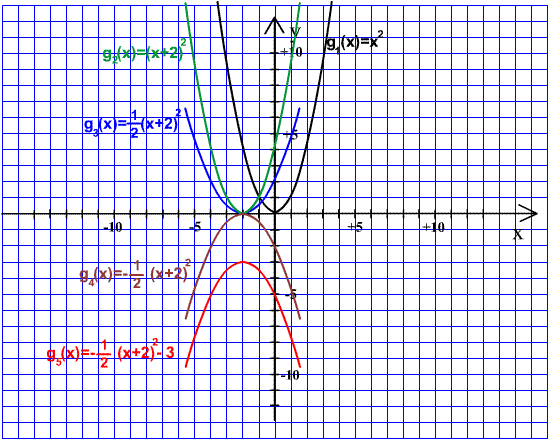 y
+10
g₁(x)=x²
g₂(x)=(x+2)²
g₃(x)=1/2(x+2)²
+5
-10 -5 +5 +10
x
g₄(x)=-1/2 (x+2)²
-5
g₅(x)=-1/2 (x+2)²- 3
-10